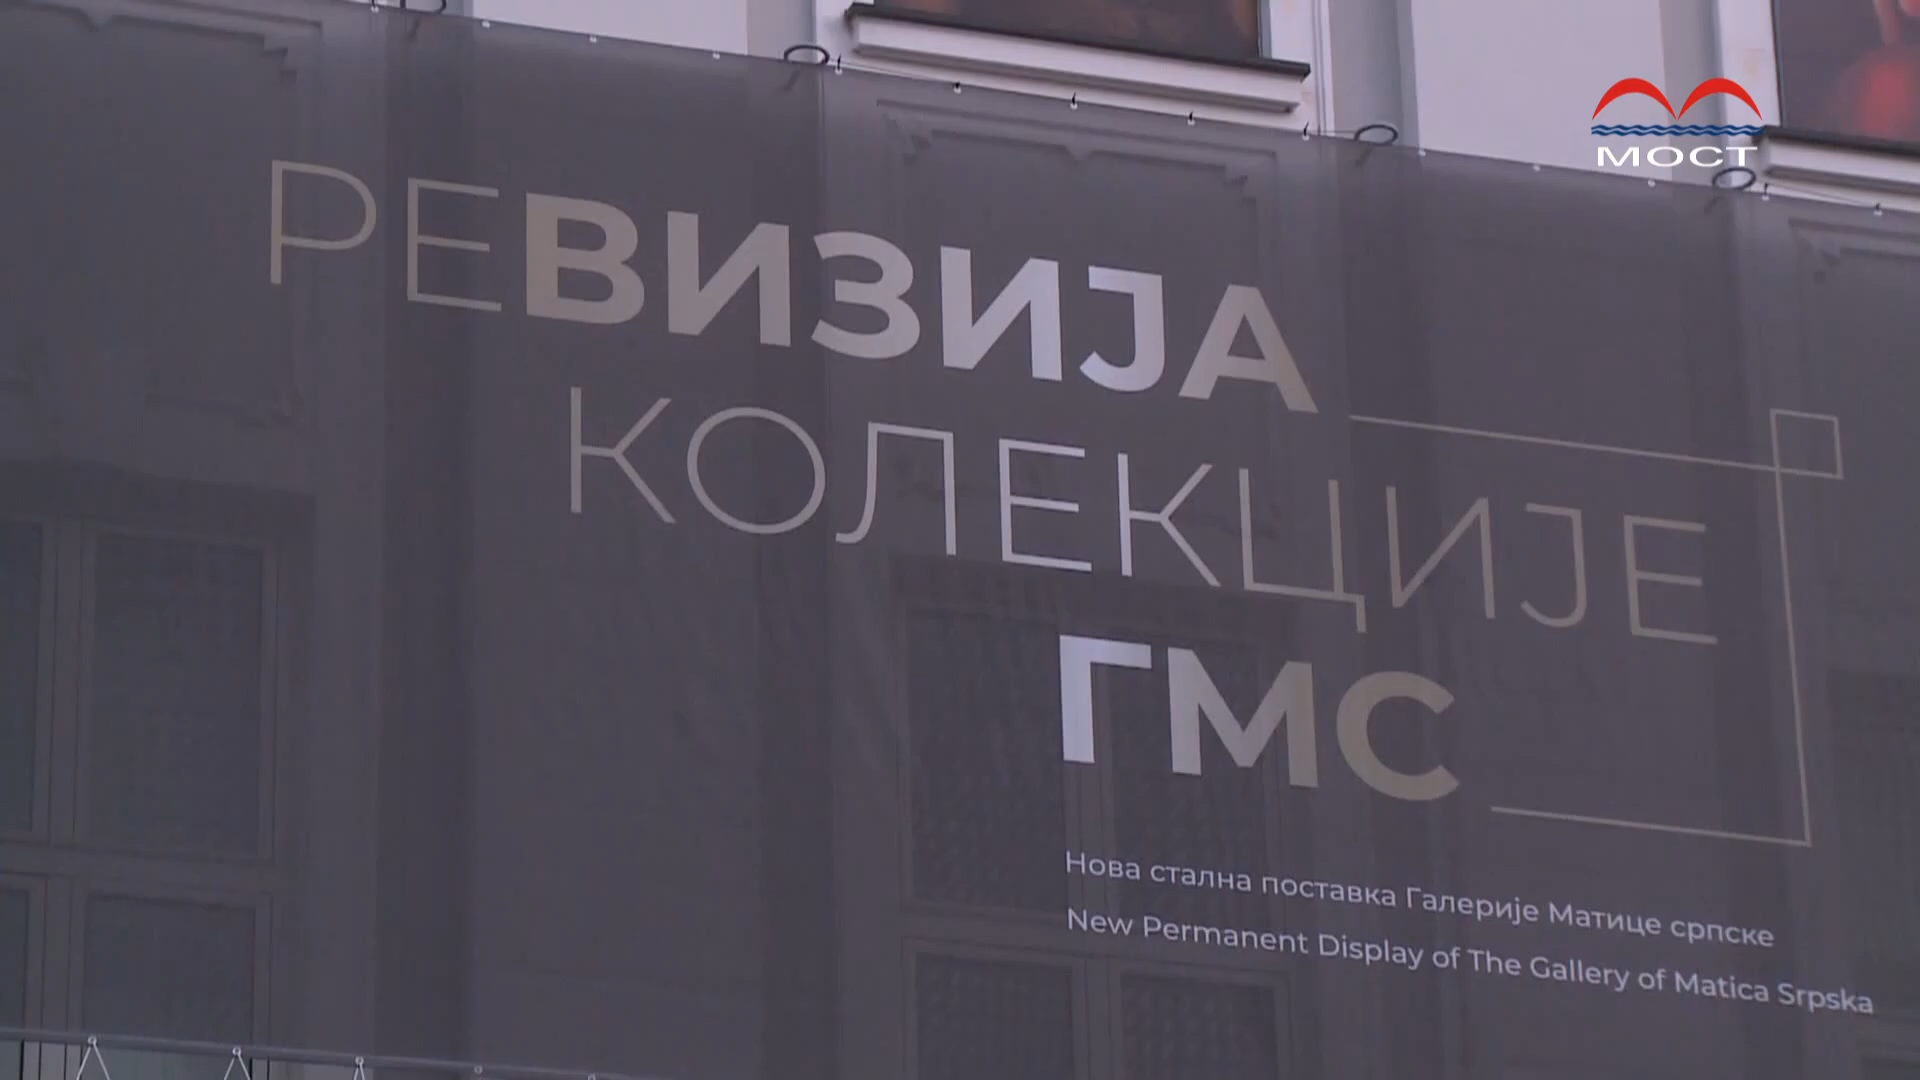 МОСТ
РЕВИЗИЈА
КОЛЕКЦИЈЕ
ГМС
Нова стална поставка Галерије Матице српске
New Permanent Display of The Gallery of Matica Srpska